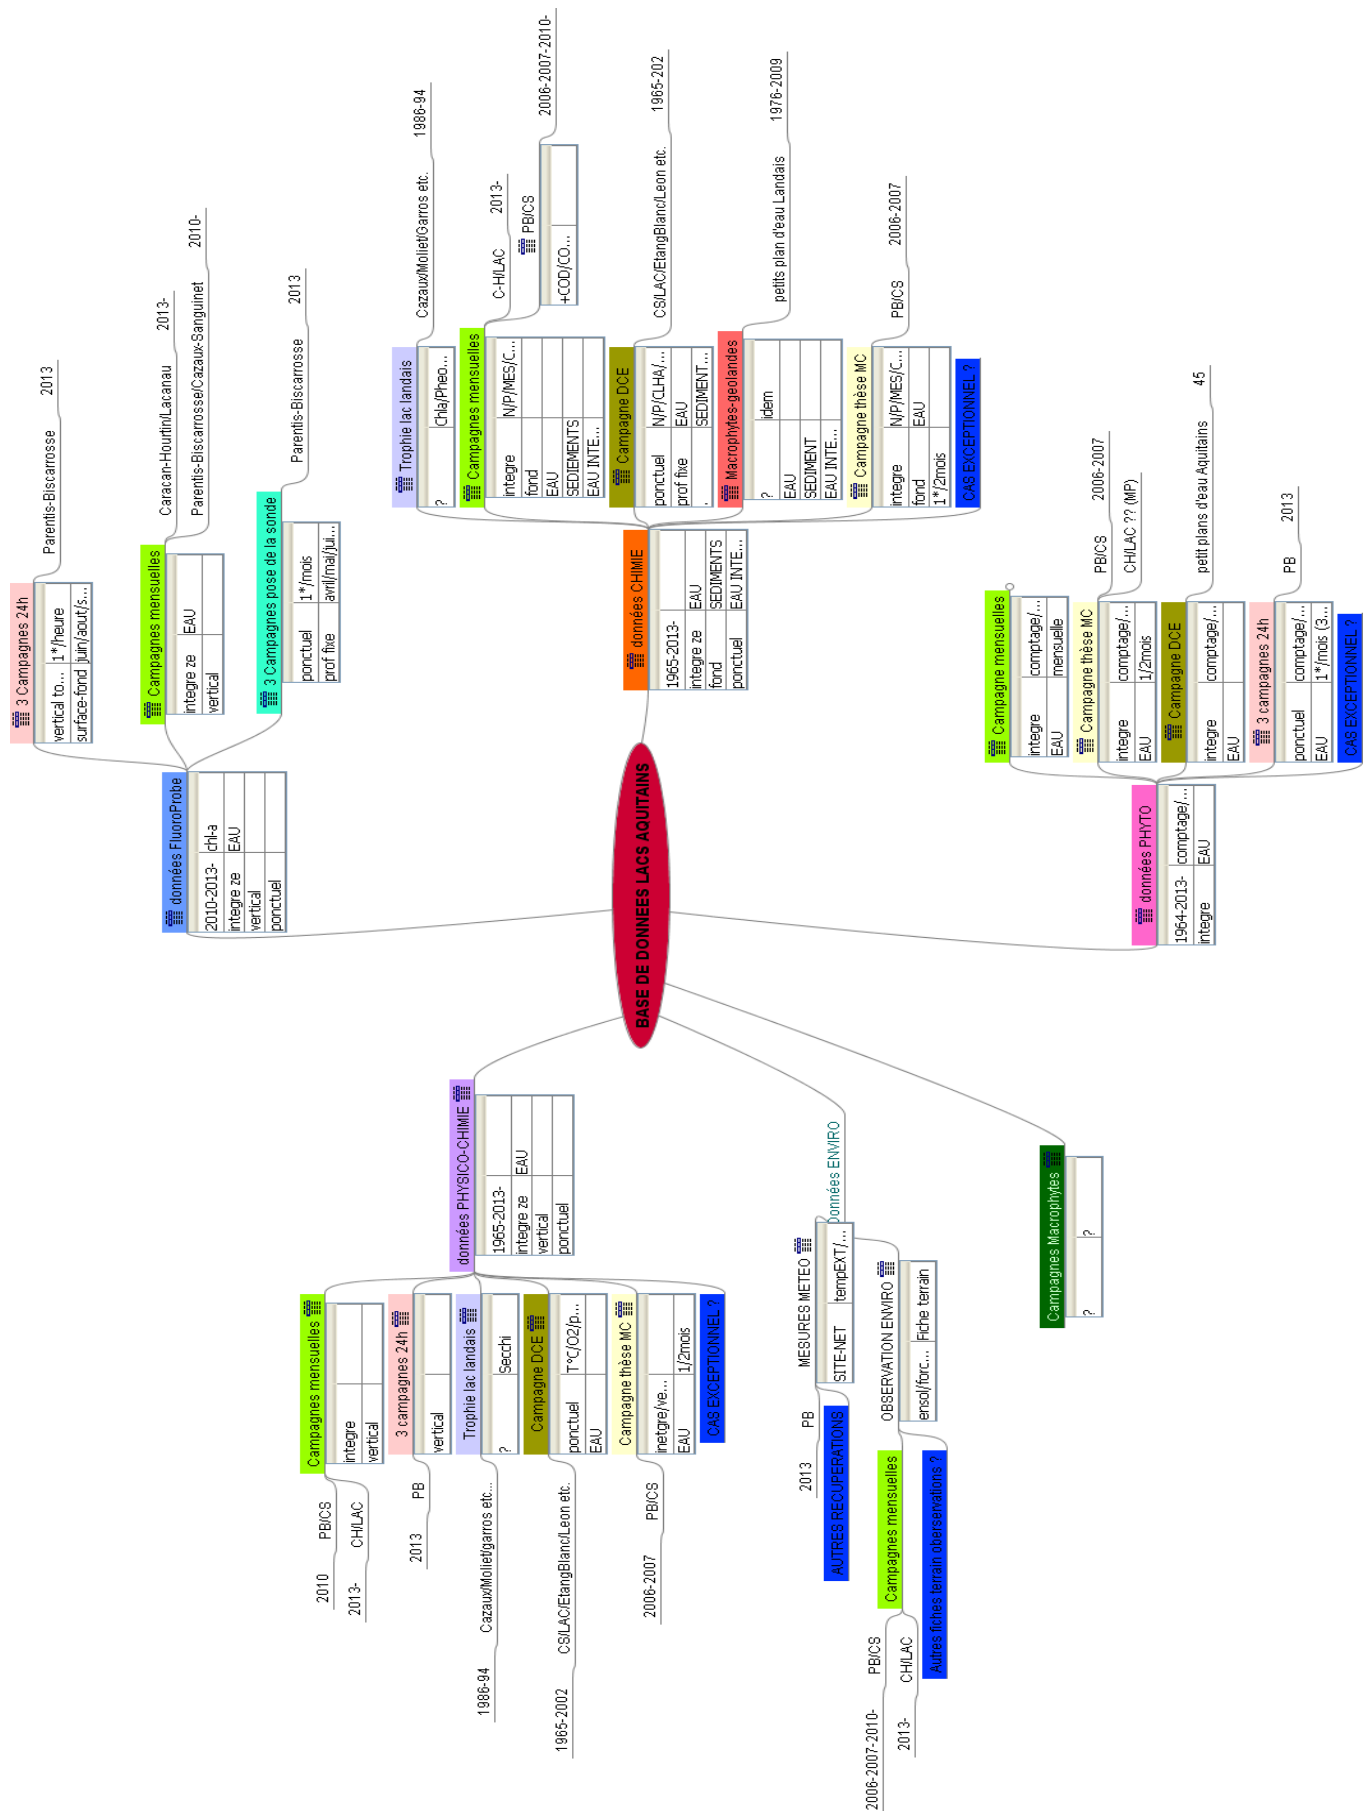 BASE DE DONNEES LACS AQUITAINS
données FluoroProbe
2010-2013- chl-a
integre ze EAU
vertical
ponctuel
3 Campagnes 24h
vertical to... 1*/heure
surface-fond juin/aout/s...
Parentis-Biscarrosse 2013
Campagnes mensuelles
integre ze EAU
vertical
Caracan-Hourtin/Lacanau 2013-
Parentis-Biscarrosse/Cazaux-Sanguinet 2010-
3 Campagnes pose de la sonde
ponctuel 1*/mois
prof fixe avril/mai/jui...
Parentis-Biscarrosse 2013
données CHIMIE
1965-2013-
integre ze EAU
fond SEDIMENTS
ponctuel EAU INTE...
Trophie lac landais
? Chla/Pheo...
Cazaux/Moliet/Garros etc. 1986-94
Campagnes mensuelles
integre N/P/MES/C...
fond
EAU
SEDIEMENTS
EAU INTE...
C-H/LAC 2013-
PB/CS
+COD/CO...
2006-2007-2010-
Campagne DCE
ponctuel N/P/CLHA/...
prof fixe EAU
. SEDIMENT...
CS/LAC/EtangBlanc/Leon etc. 1965-202
Macrophytes-geolandes
? idem
EAU
SEDIMENT
EAU INTE...
petits plan d'eau Landais 1976-2009
Campagne thèse MC
integre N/P/MES/C...
fond EAU
1*/2mois
PB/CS 2006-2007
CAS EXCEPTIONNEL ?
données PHYTO
1964-2013- comptage/...
integre EAU
Campagne mensuelles
integre comptage/...
EAU mensuelle
Campagne thèse MC
integre comptage/...
EAU 1/2mois
PB/CS 2006-2007
CH/LAC ?? (MP)
Campagne DCE
integre comptage/...
EAU
petit plans d'eau Aquitains 45
3 campagnes 24h
ponctuel comptage/...
EAU 1*/mois (3...
PB 2013
CAS EXCEPTIONNEL ?
données PHYSICO-CHIMIE
1965-2013-
integre ze EAU
vertical
ponctuel
Campagnes mensuelles
integre
vertical
PB/CS 2010
CH/LAC 2013-
3 campagnes 24h
vertical
PB 2013
Trophie lac landais
? Secchi
Cazaux/Moliet/garros etc... 1986-94
Campagne DCE
ponctuel T°C/O2/p...
EAU
CS/LAC/EtangBlanc/Leon etc. 1965-2002
Campagne thèse MC
inetgre/ve...
EAU 1/2mois
PB/CS 2006-2007
CAS EXCEPTIONNEL ?
Données ENVIRO
MESURES METEO
SITE-NET tempEXT/...
PB 2013
AUTRES RECUPERATIONS
OBSERVATION ENVIRO
ensol/forc... Fiche terrain
Campagnes mensuelles
PB/CS 2006-2007-2010-
CH/LAC 2013-
Autres fiches terrain oberservations ?
Campagnes Macrophytes
? ?